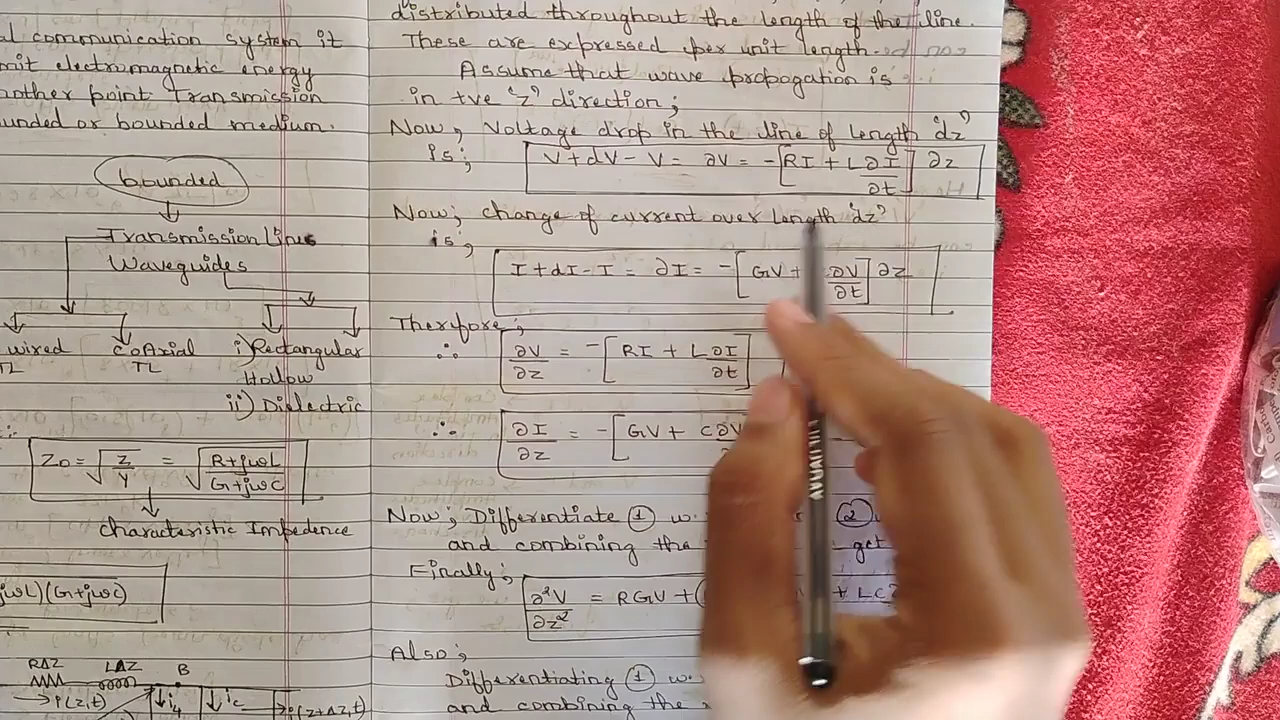 al communication system it
mit electromagnetic energy
another point Transmission
unded or bounded medium.
bounded
Transmission Lines
Waveguides
wired
TL
coAxial
TL
i) Rectangular
Hollow
ii) Dielectric
Zo = √(Z/Y) = √((R+jωL)/(G+jωC))
Characteristic Impedence
jωL)(G+jωC)
RΔZ LΔZ B
i(z,t) i_c i(z+Δz,t)
distributed throughout the length of the line.
These are expressed per unit length.
Assume that wave propogation is
in +ve 'z' direction;
Now, Voltage drop in the line of Length 'dz'
is; V+dV-V = ∂V = -[RI + L∂I/∂t] ∂z
Now; change of current over Length 'dz'
is, I+dI-I = ∂I = -[GV+ ∂V/∂t] ∂z
Therfore;
∴ ∂V/∂z = -[RI + L∂I/∂t]
∴ ∂I/∂z = -[GV + C∂V
Now; Differentiate ① w. ②
and combining the get
Finally; ∂²V/∂z² = RGV + ( + LC
Also;
Differentiating ① w
and combining the